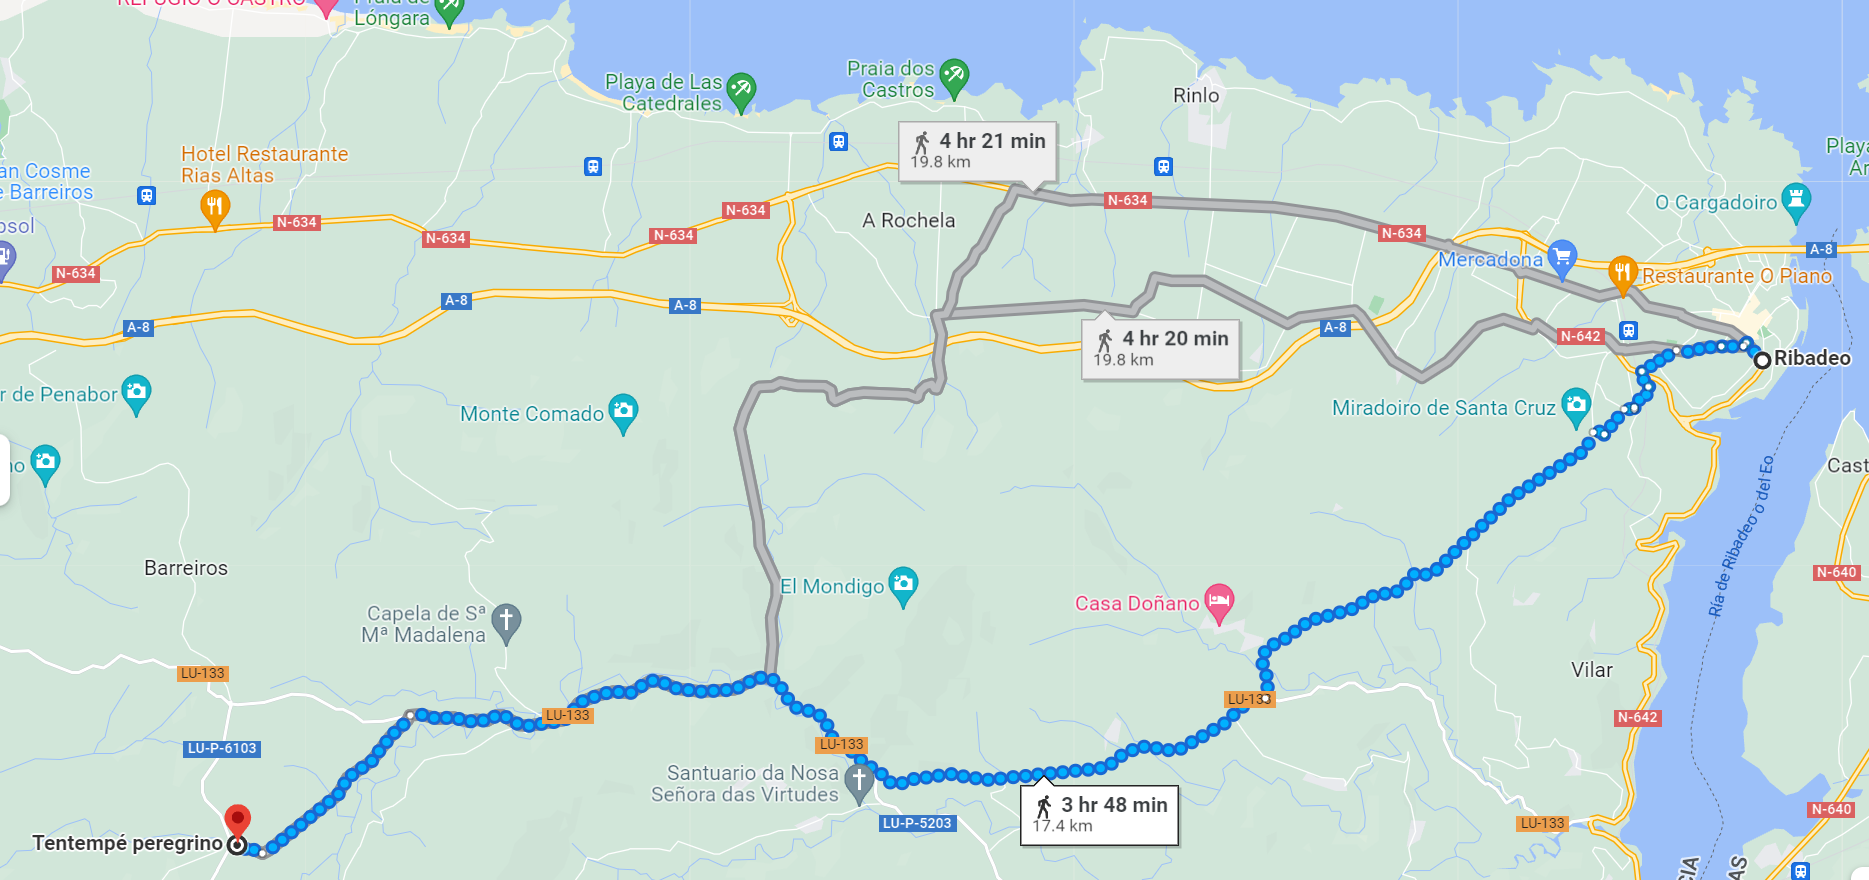 REFUGIO O CASTRO
Praia de
Lóngara
Playa de Las
Catedrales
Praia dos
Castros
Rinlo
4 hr 21 min
19.8 km
Hotel Restaurante
Rias Altas
an Cosme
e Barreiros
osol
N-634
N-634
N-634
N-634
N-634
N-634
N-634
A Rochela
Playa
Ar
O Cargadoiro
A-8
Mercadona
Restaurante O Piano
A-8
A-8
A-8
A-8
4 hr 20 min
19.8 km
N-642
Ribadeo
r de Penabor
Monte Comado
Miradoiro de Santa Cruz
no
Cast
Ría de Ribadeo o del Eo
Barreiros
El Mondigo
Casa Doñano
N-640
Capela de Sª
Mª Madalena
LU-133
Vilar
LU-133
LU-133
N-642
LU-P-6103
LU-133
Santuario da Nosa
Señora das Virtudes
3 hr 48 min
17.4 km
LU-P-5203
LU-133
N-640
Tentempé peregrino
CIA
AS